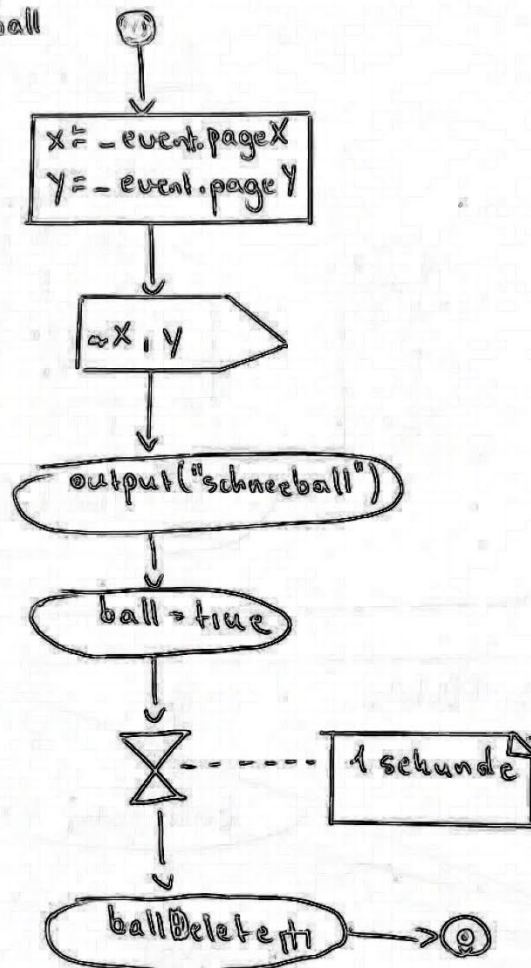 ball
x = _event.pageX
y = _event.pageY
~x, y
output("schneeball")
ball = true
1 sekunde
ballDelete